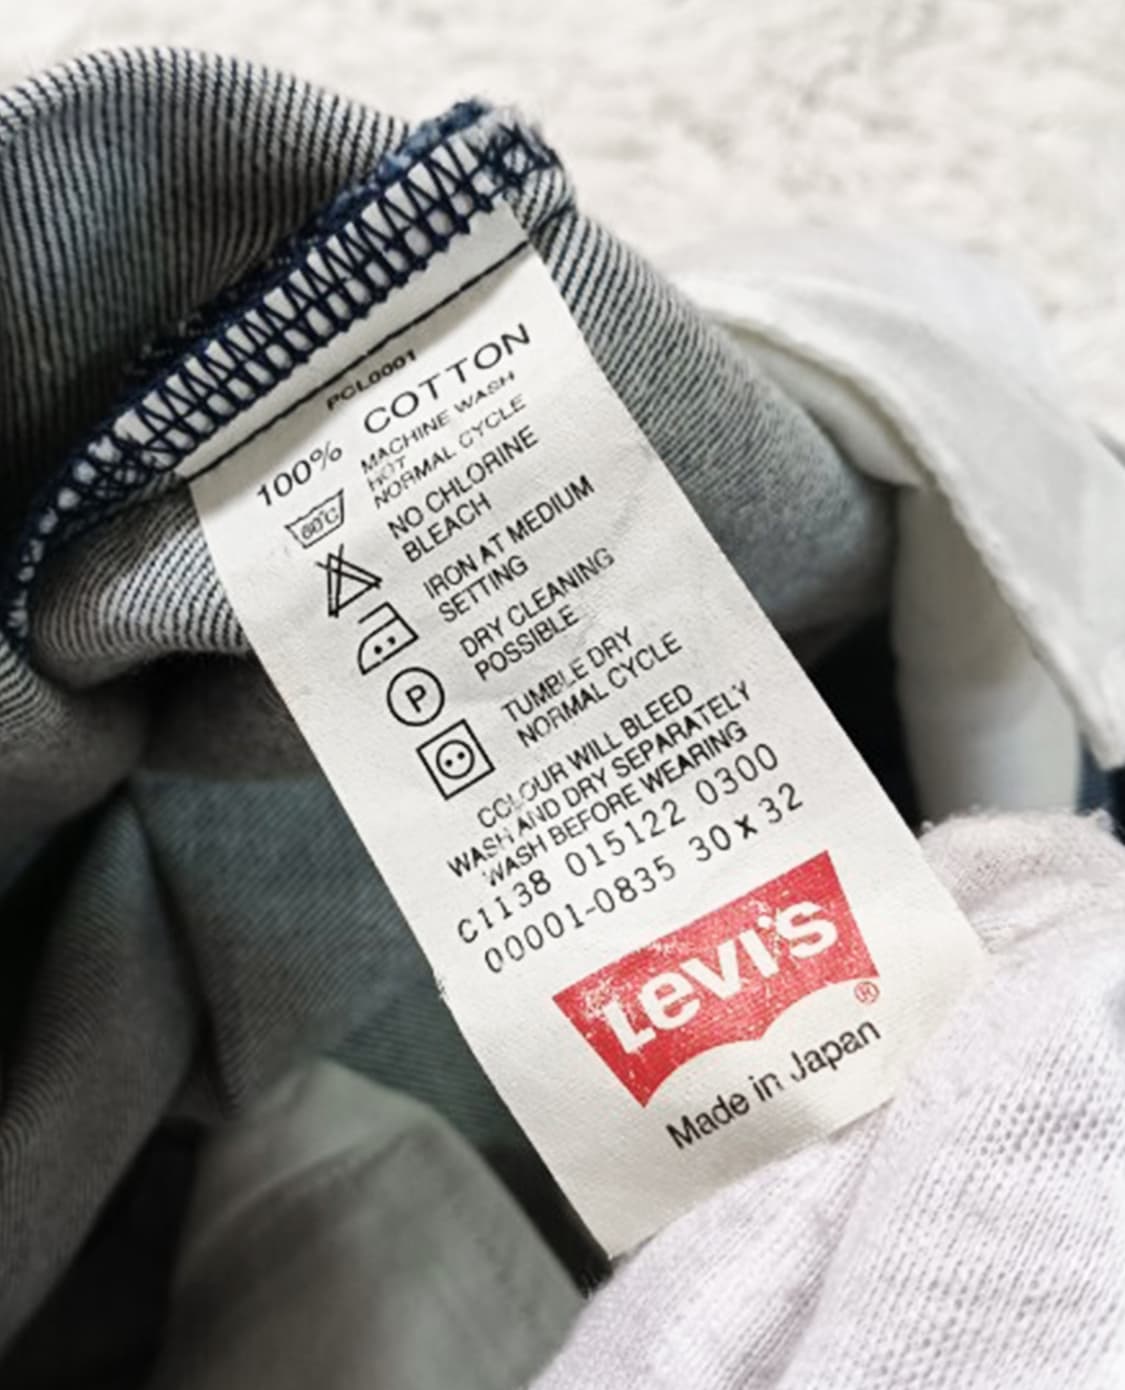 PCL0001
100% COTTON
60°C
MACHINE WASH
HOT
NORMAL CYCLE
NO CHLORINE
BLEACH
IRON AT MEDIUM
SETTING
P
DRY CLEANING
POSSIBLE
TUMBLE DRY
NORMAL CYCLE
COLOUR WILL BLEED
WASH AND DRY SEPARATELY
WASH BEFORE WEARING
C1138 015122 0300
00001-0835 30 x 32
Levi's ®
Made in Japan